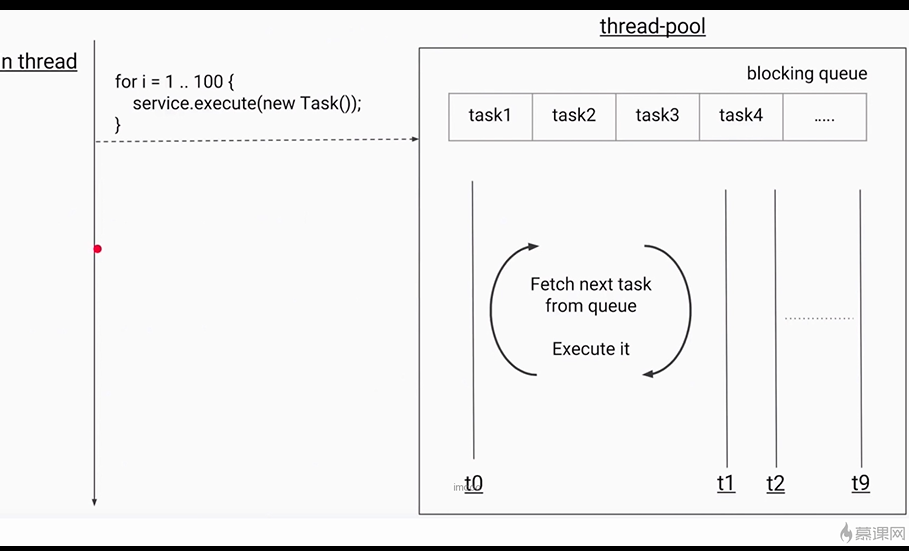 thread-pool
n thread
for i = 1 .. 100 {
service.execute(new Task());
}
blocking queue
task1 task2 task3 task4 .....
Fetch next task
from queue
Execute it
t0 t1 t2 t9
慕课网